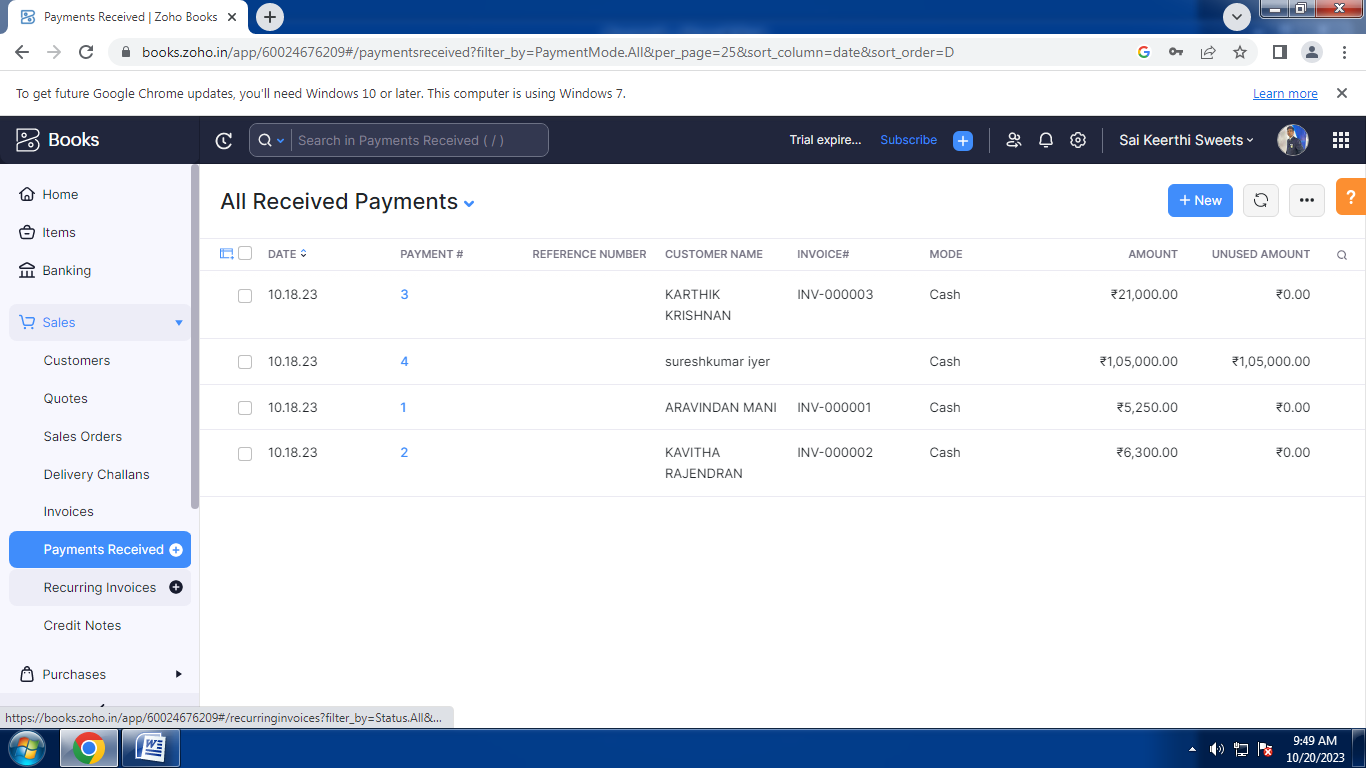 Payments Received | Zoho Books
books.zoho.in/app/60024676209#/paymentsreceived?filter_by=PaymentMode.All&per_page=25&sort_column=date&sort_order=D
To get future Google Chrome updates, you'll need Windows 10 or later. This computer is using Windows 7. Learn more
Books
Search in Payments Received ( / )
Trial expire... Subscribe
Sai Keerthi Sweets
Home
Items
Banking
Sales
Customers
Quotes
Sales Orders
Delivery Challans
Invoices
Payments Received
Recurring Invoices
Credit Notes
Purchases
All Received Payments
+ New
?
DATE PAYMENT # REFERENCE NUMBER CUSTOMER NAME INVOICE# MODE AMOUNT UNUSED AMOUNT
10.18.23 3 KARTHIK KRISHNAN INV-000003 Cash ₹21,000.00 ₹0.00
10.18.23 4 sureshkumar iyer Cash ₹1,05,000.00 ₹1,05,000.00
10.18.23 1 ARAVINDAN MANI INV-000001 Cash ₹5,250.00 ₹0.00
10.18.23 2 KAVITHA RAJENDRAN INV-000002 Cash ₹6,300.00 ₹0.00
https://books.zoho.in/app/60024676209#/recurringinvoices?filter_by=Status.All&...
9:49 AM
10/20/2023